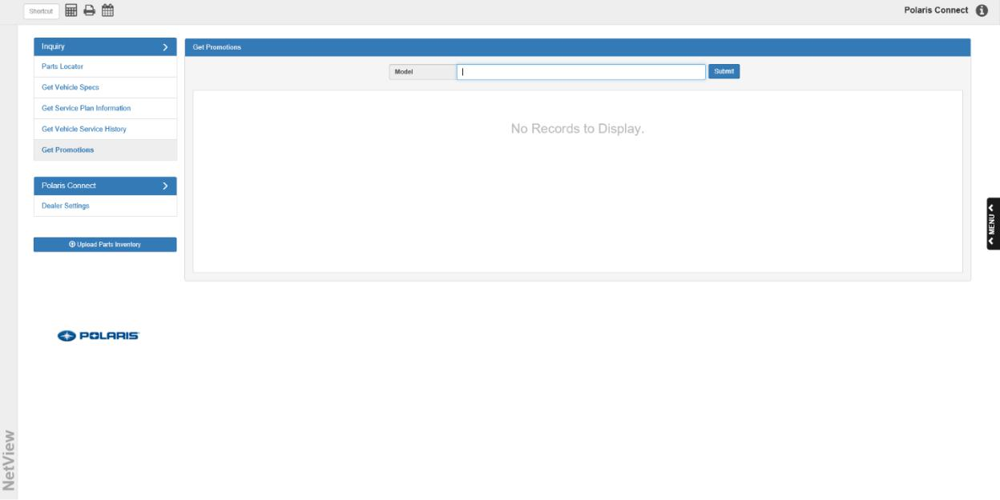 Shortcut
Polaris Connect
Inquiry
Parts Locator
Get Vehicle Specs
Get Service Plan Information
Get Vehicle Service History
Get Promotions
Polaris Connect
Dealer Settings
Upload Parts Inventory
POLARIS
Get Promotions
Model
Submit
No Records to Display.
MENU
NetView